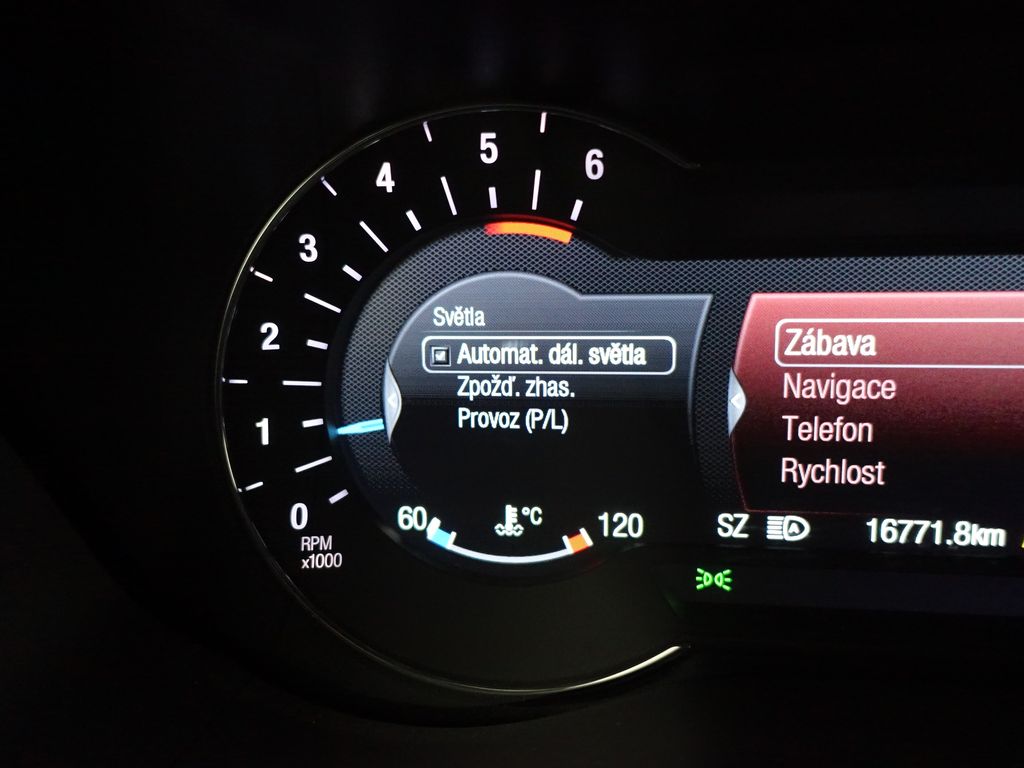 6
5
4
3
2
1
0
RPM
x1000
Světla
Automat. dál. světla
Zpožď. zhas.
Provoz (P/L)
60
°C
120
Zábava
Navigace
Telefon
Rychlost
SZ
A
16771.8km